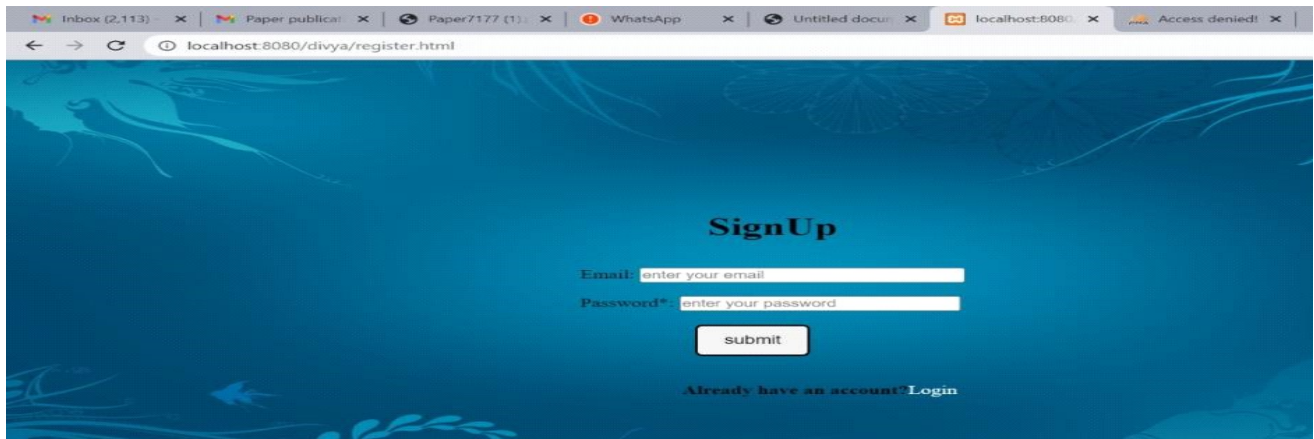 Inbox (2,113) -
Paper publicat
Paper7177 (1).
WhatsApp
Untitled docun
localhost:8080
Access denied!
localhost:8080/divya/register.html
SignUp
Email: enter your email
Password*: enter your password
submit
Already have an account?Login